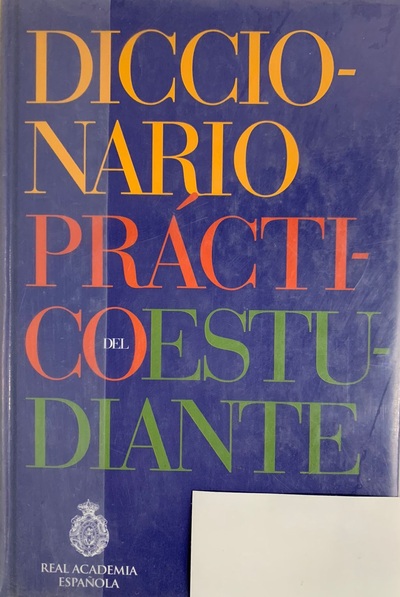 DICCIO-
NARIO
PRÁCTI-
CO DEL ESTU-
DIANTE
REAL ACADEMIA
ESPAÑOLA